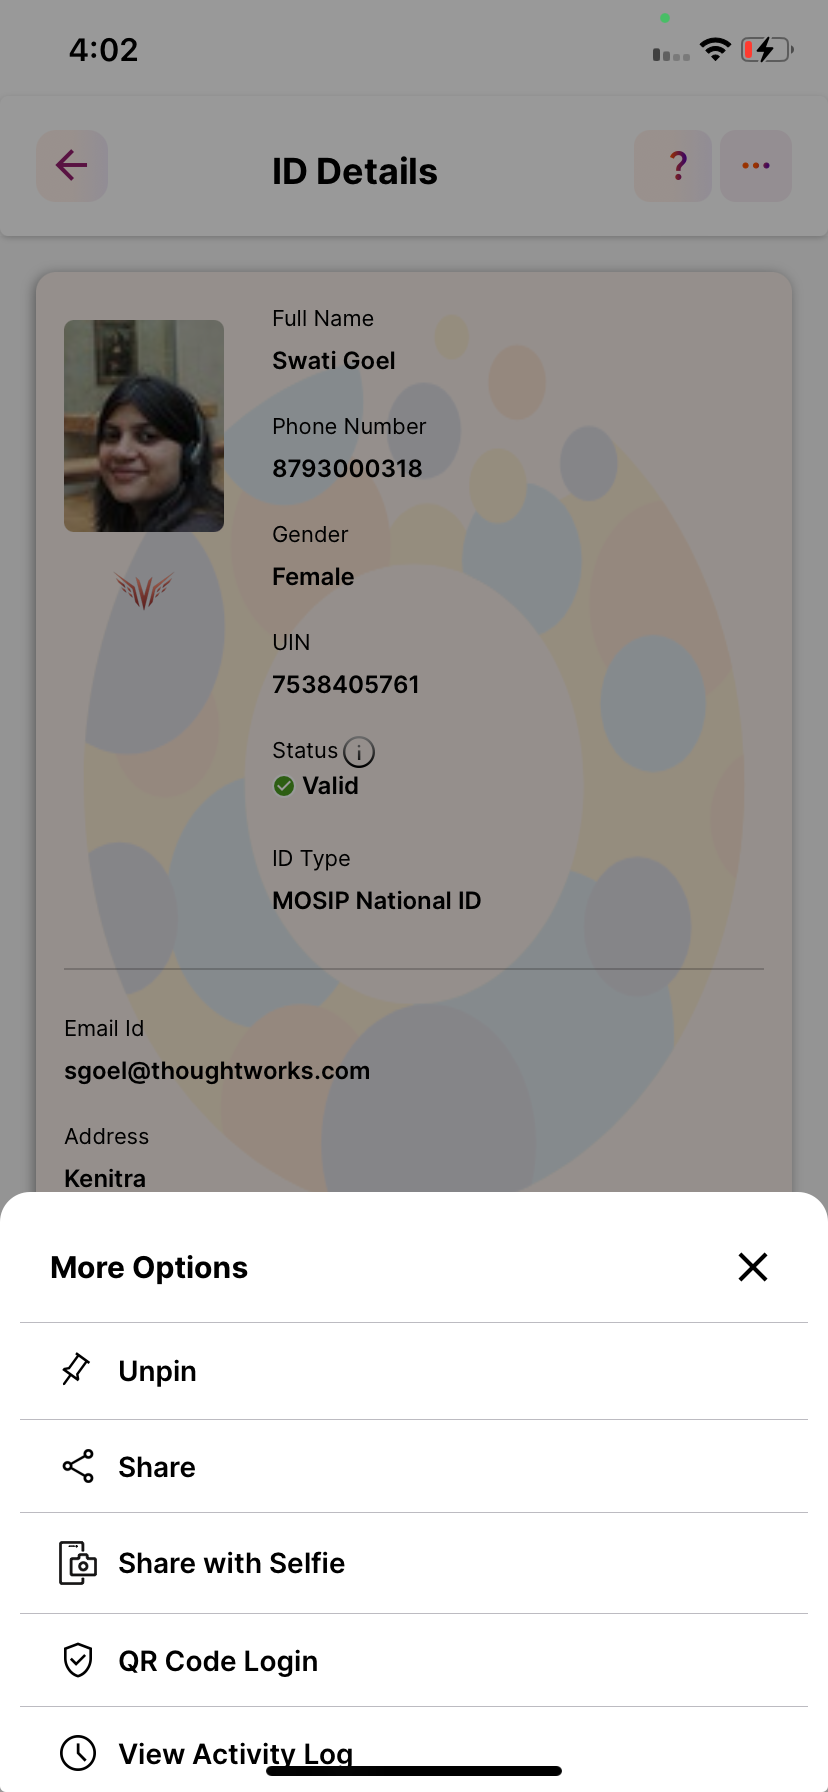 4:02
ID Details
?
Full Name
Swati Goel
Phone Number
8793000318
Gender
Female
UIN
7538405761
Status
Valid
ID Type
MOSIP National ID
Email Id
sgoel@thoughtworks.com
Address
Kenitra
More Options
Unpin
Share
Share with Selfie
QR Code Login
View Activity Log